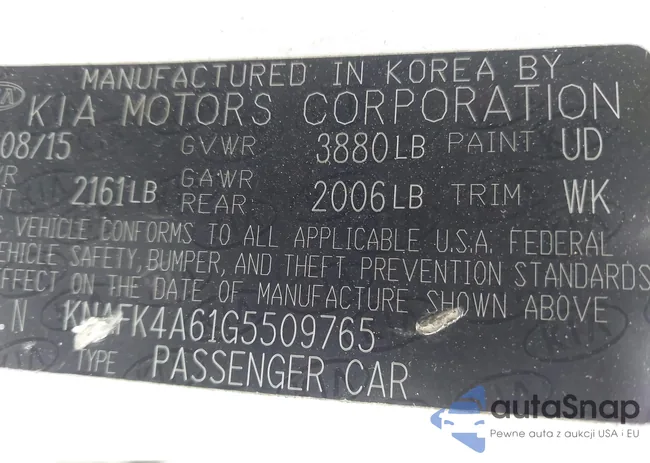 MANUFACTURED IN KOREA BY
KIA MOTORS CORPORATION
08/15 GVWR 3880LB PAINT UD
2161LB GAWR REAR 2006LB TRIM WK
VEHICLE CONFORMS TO ALL APPLICABLE U.S.A. FEDERAL
VEHICLE SAFETY, BUMPER, AND THEFT PREVENTION STANDARDS
EFFECT ON THE DATE OF MANUFACTURE SHOWN ABOVE
.N KNAFK4A61G5509765
TYPE PASSENGER CAR
autaSnap
Pewne auta z aukcji USA i EU